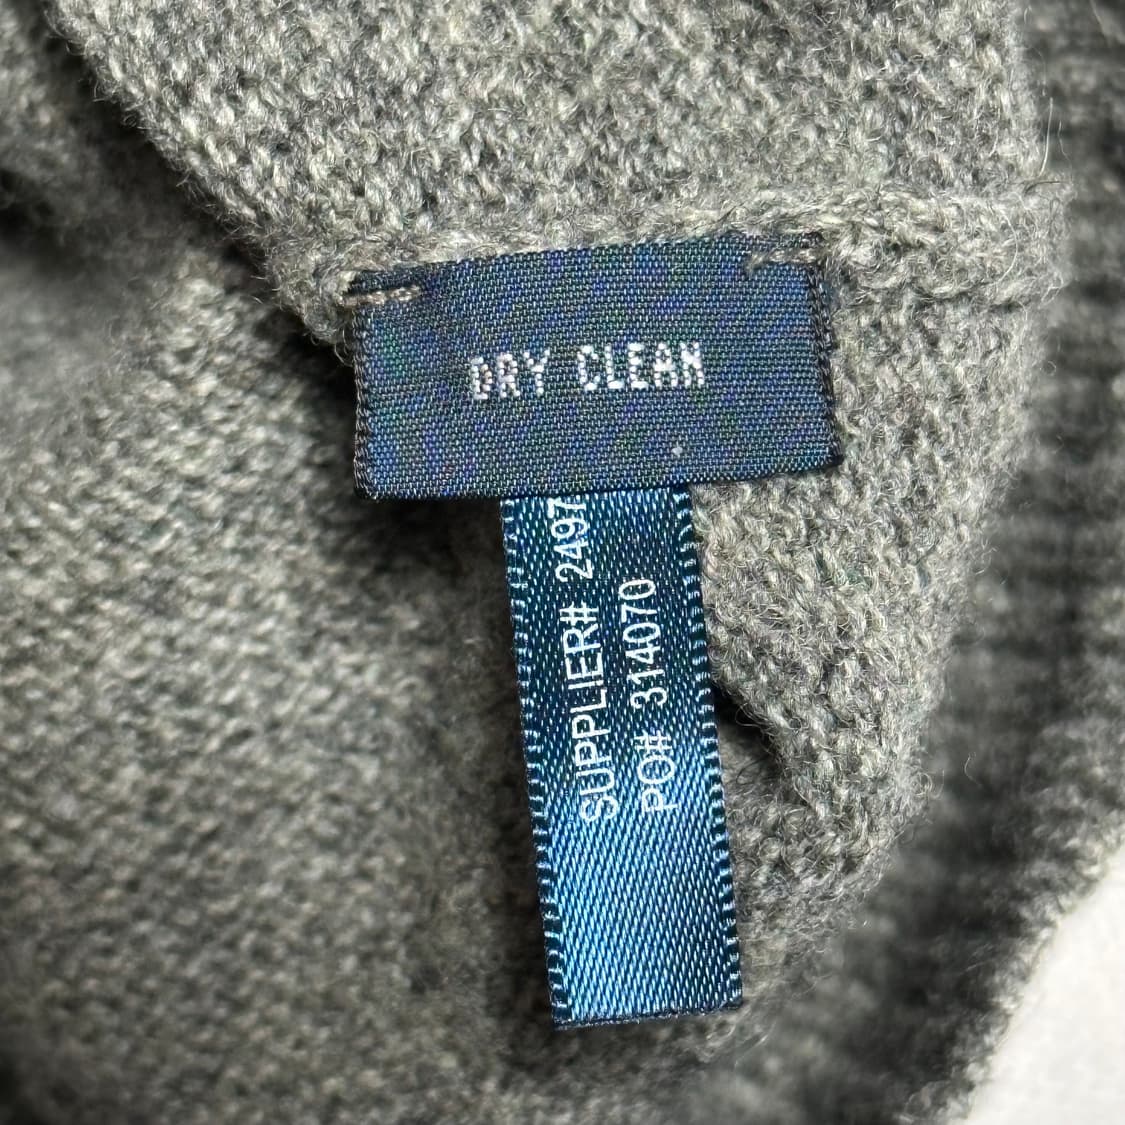 DRY CLEAN
SUPPLIER# 2497
PO# 314070